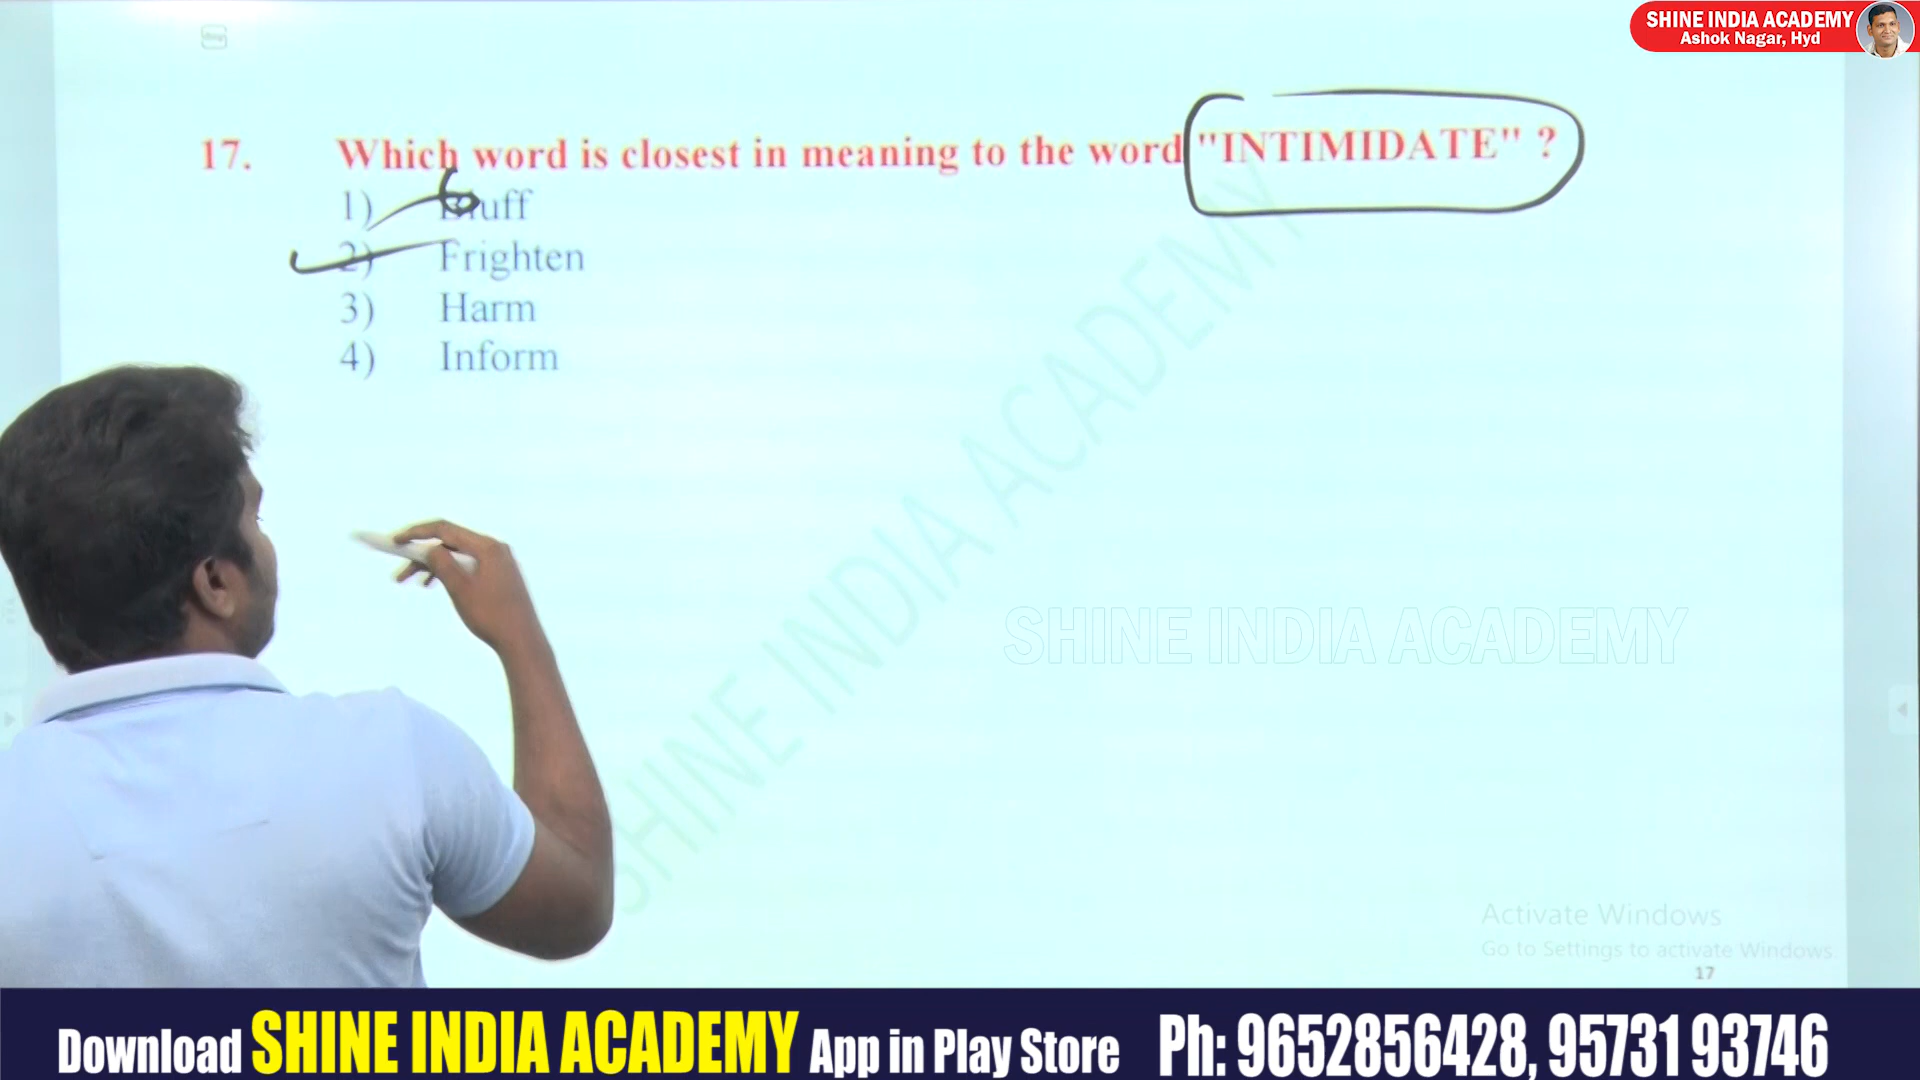 SHINE INDIA ACADEMY
Ashok Nagar, Hyd
17. Which word is closest in meaning to the word "INTIMIDATE" ?
1) Bluff
2) Frighten
3) Harm
4) Inform
SHINE INDIA ACADEMY
SHINE INDIA ACADEMY
Activate Windows
Go to Settings to activate Windows.
17
Download SHINE INDIA ACADEMY App in Play Store Ph: 9652856428, 95731 93746